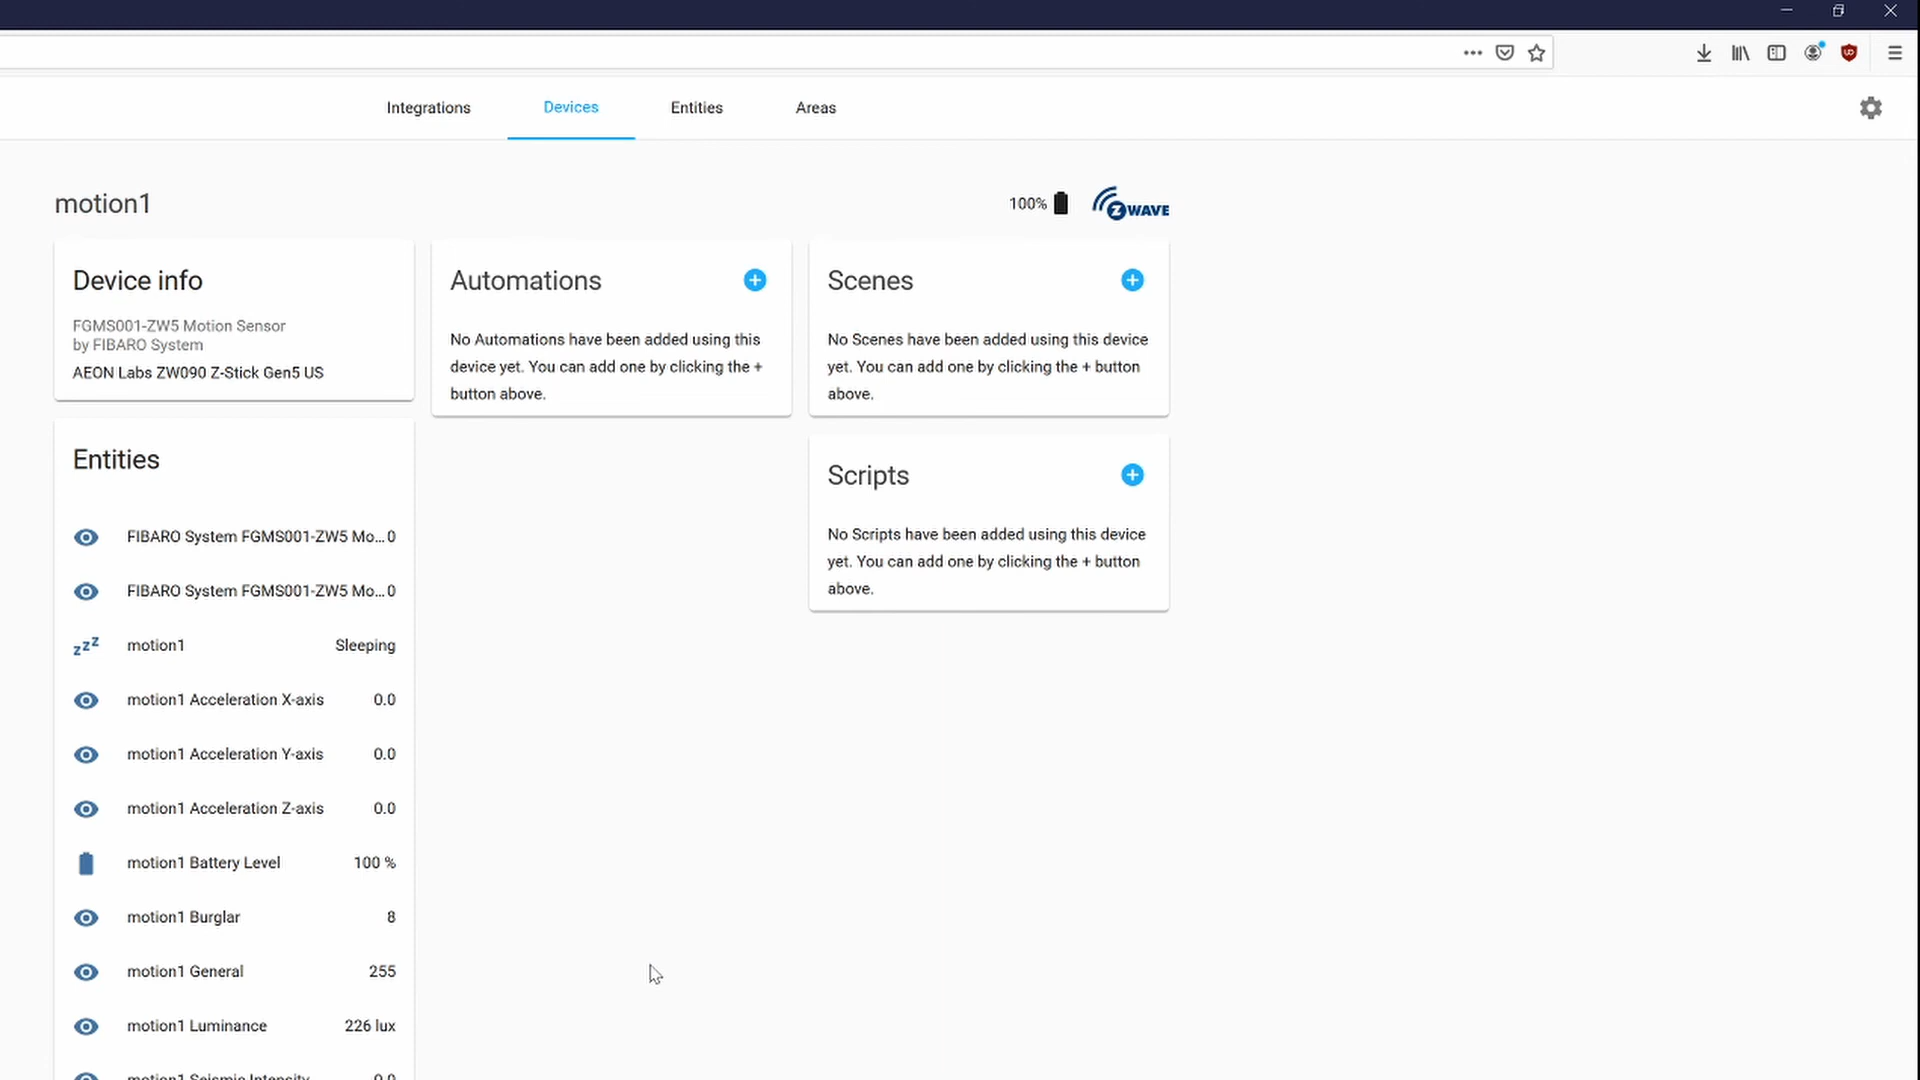 Integrations
Devices
Entities
Areas
motion1
100%
Z WAVE
Device info
FGMS001-ZW5 Motion Sensor
by FIBARO System
AEON Labs ZW090 Z-Stick Gen5 US
Automations
No Automations have been added using this
device yet. You can add one by clicking the +
button above.
Scenes
No Scenes have been added using this device
yet. You can add one by clicking the + button
above.
Scripts
No Scripts have been added using this device
yet. You can add one by clicking the + button
above.
Entities
FIBARO System FGMS001-ZW5 Mo... 0
FIBARO System FGMS001-ZW5 Mo... 0
zzz motion1 Sleeping
motion1 Acceleration X-axis 0.0
motion1 Acceleration Y-axis 0.0
motion1 Acceleration Z-axis 0.0
motion1 Battery Level 100 %
motion1 Burglar 8
motion1 General 255
motion1 Luminance 226 lux
motion1 Seismic Intensity 0.0